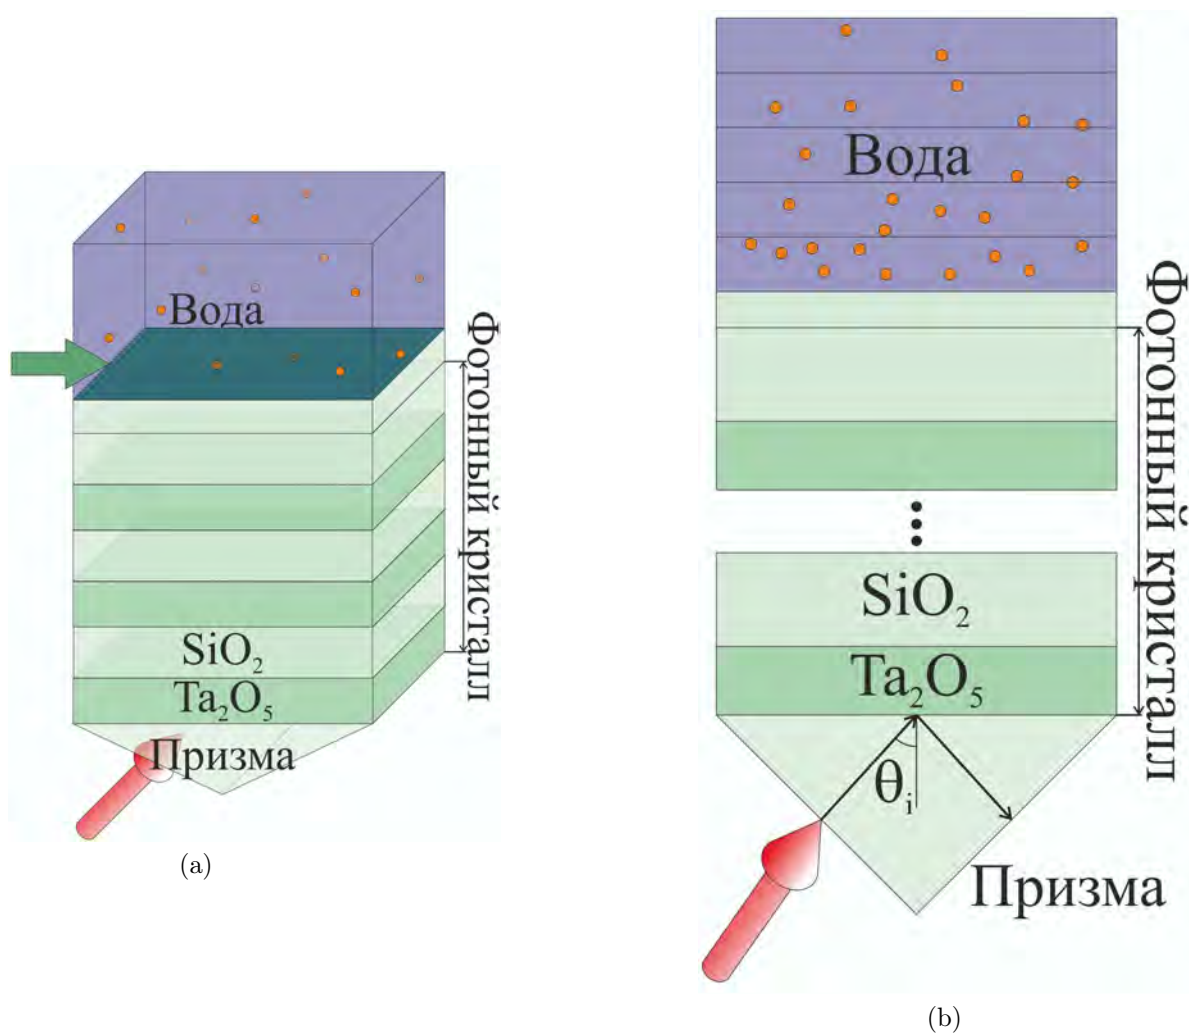 Вода
Фотонный кристалл
SiO₂
Ta₂O₅
Призма
(a)
Вода
Фотонный кристалл
SiO₂
Ta₂O₅
θᵢ
Призма
(b)